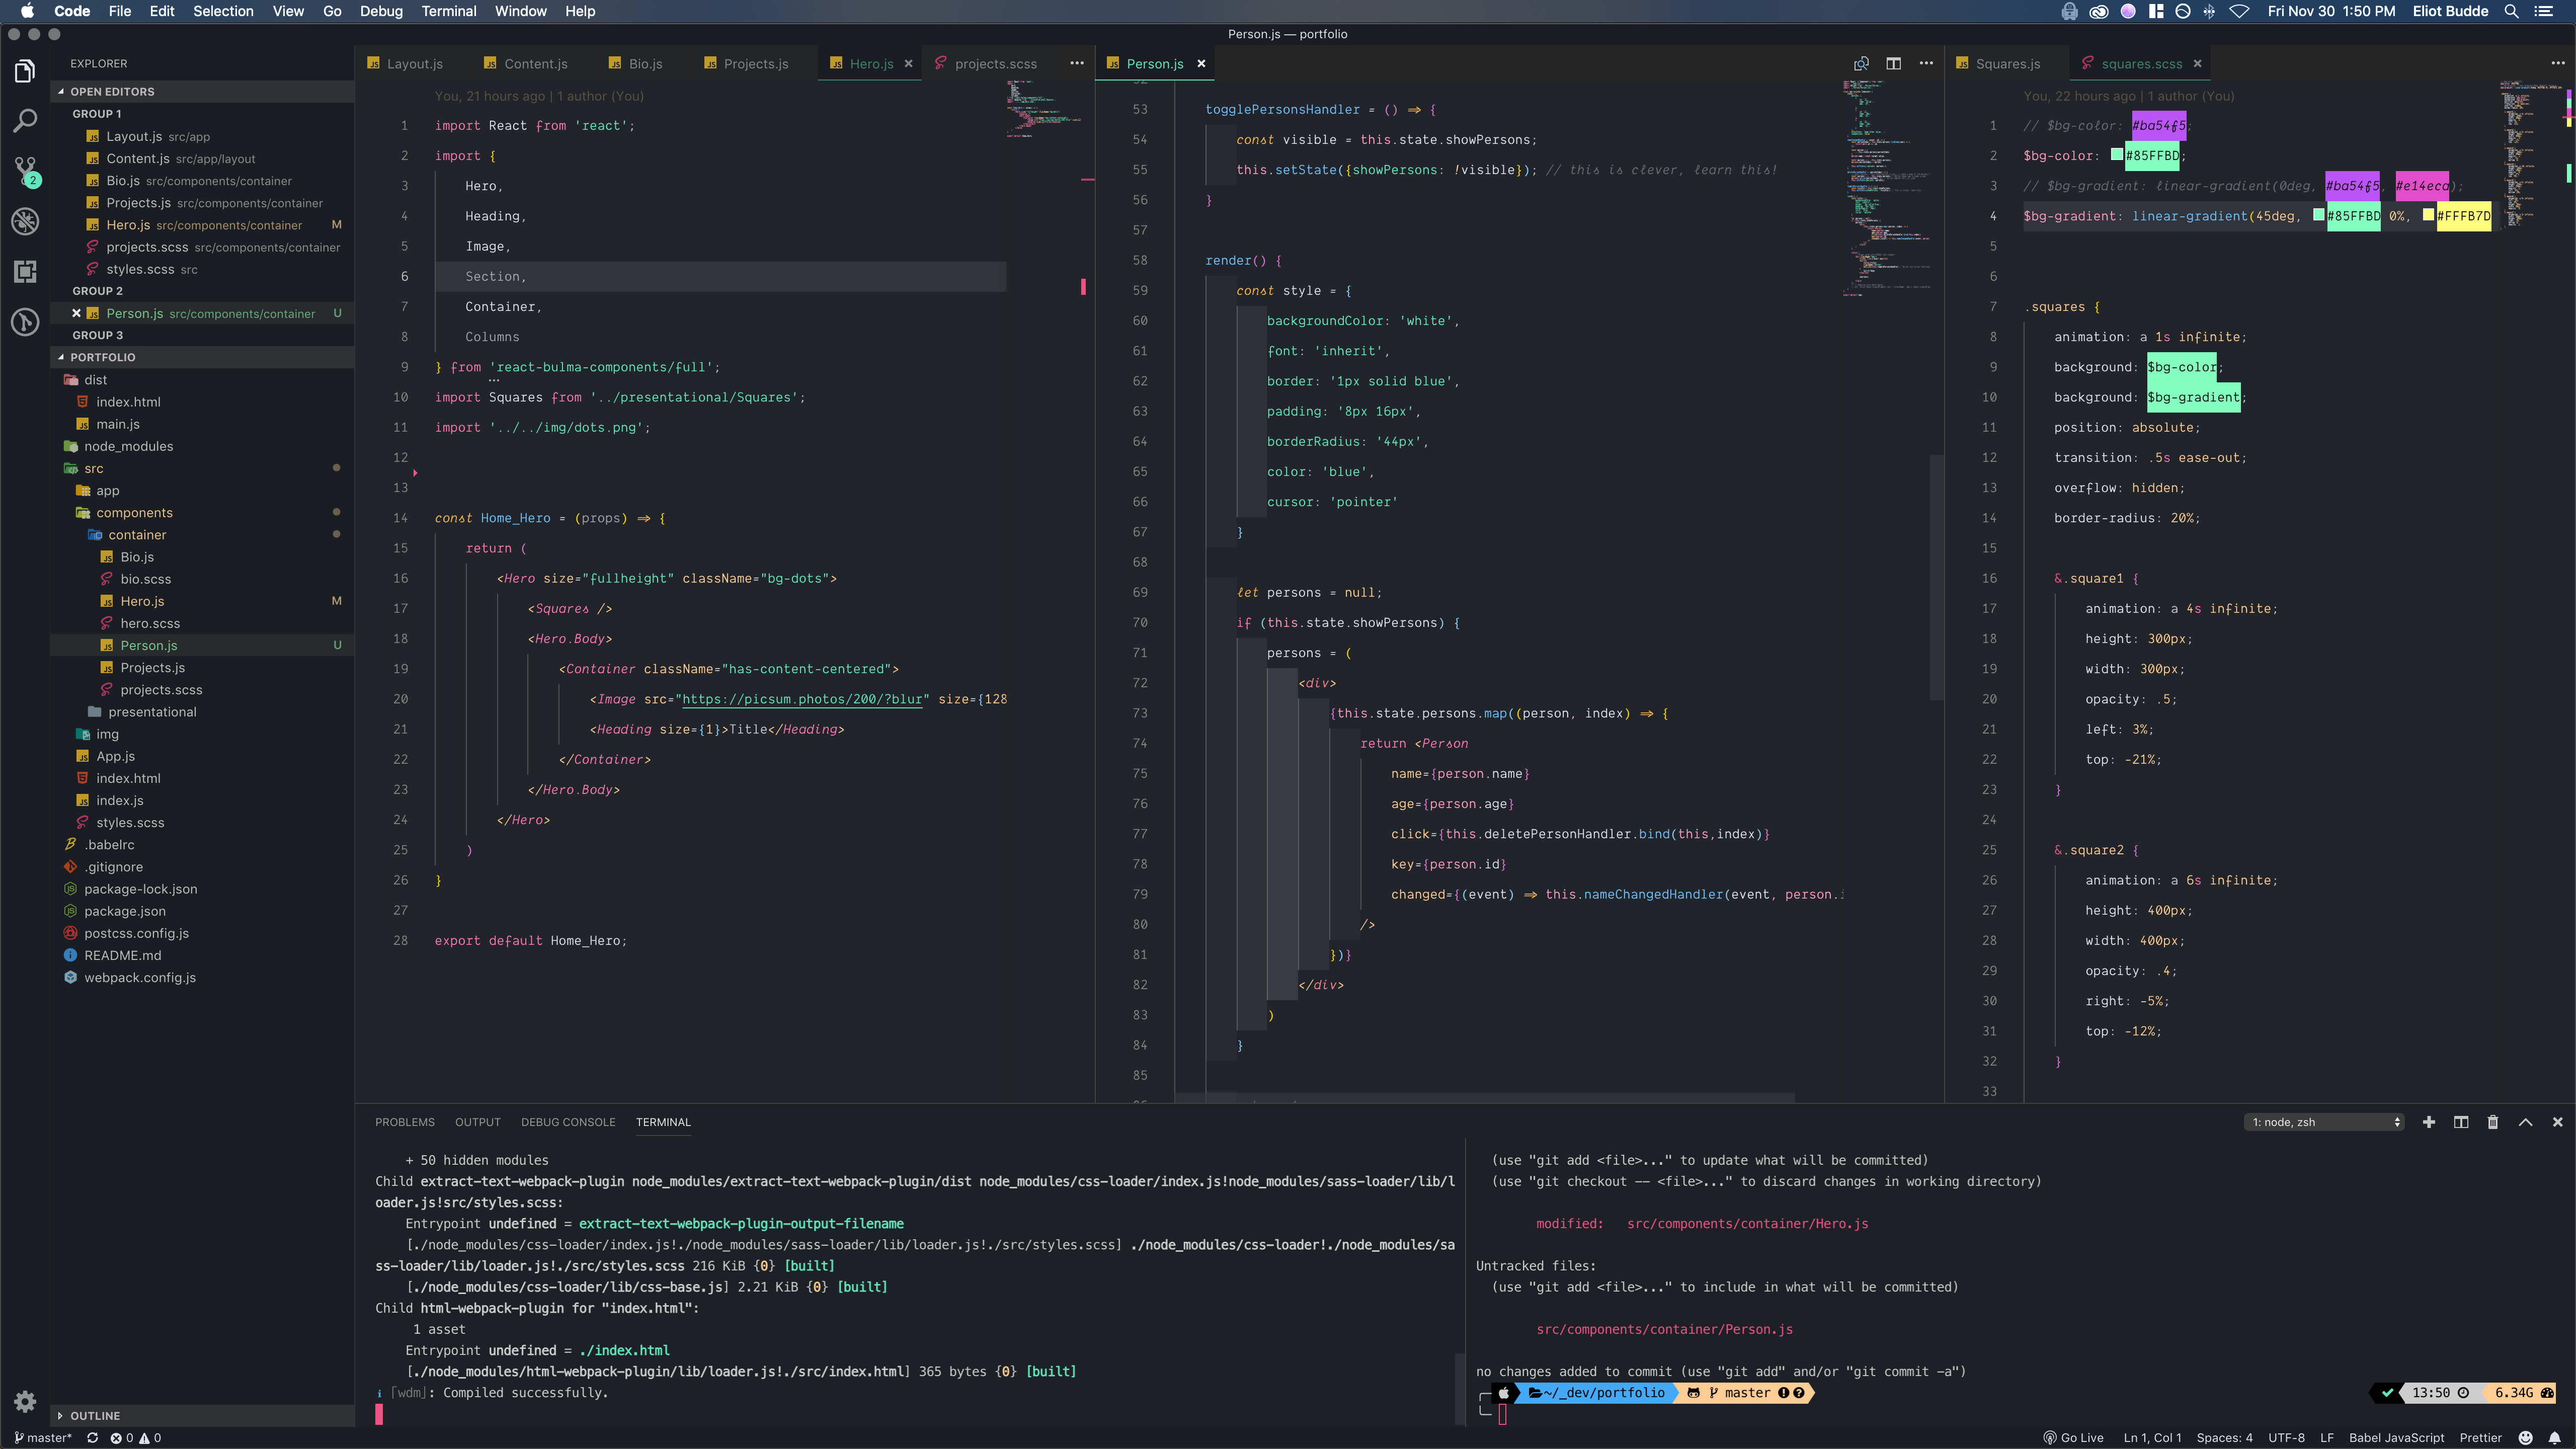 Code File Edit Selection View Go Debug Terminal Window Help
Fri Nov 30 1:50 PM Eliot Budde
Person.js — portfolio
EXPLORER
OPEN EDITORS
GROUP 1
Layout.js src/app
Content.js src/app/layout
Bio.js src/components/container
Projects.js src/components/container
Hero.js src/components/container M
projects.scss src/components/container
styles.scss src
GROUP 2
Person.js src/components/container U
GROUP 3
PORTFOLIO
dist
index.html
main.js
node_modules
src
app
components
container
Bio.js
bio.scss
Hero.js M
hero.scss
Person.js U
Projects.js
projects.scss
presentational
img
App.js
index.html
index.js
styles.scss
.babelrc
.gitignore
package-lock.json
package.json
postcss.config.js
README.md
webpack.config.js
OUTLINE
2
Layout.js Content.js Bio.js Projects.js Hero.js projects.scss
You, 21 hours ago | 1 author (You)
1 import React from 'react';
2 import {
3 Hero,
4 Heading,
5 Image,
6 Section,
7 Container,
8 Columns
9 } from 'react-bulma-components/full';
10 import Squares from '../presentational/Squares';
11 import '../../img/dots.png';
12
13
14 const Home_Hero = (props) => {
15 return (
16 <Hero size="fullheight" className="bg-dots">
17 <Squares />
18 <Hero.Body>
19 <Container className="has-content-centered">
20 <Image src="https://picsum.photos/200/?blur" size={128
21 <Heading size={1}>Title</Heading>
22 </Container>
23 </Hero.Body>
24 </Hero>
25 )
26 }
27
28 export default Home_Hero;
Person.js
53 togglePersonsHandler = () => {
54 const visible = this.state.showPersons;
55 this.setState({showPersons: !visible}); // this is clever, learn this!
56 }
57
58 render() {
59 const style = {
60 backgroundColor: 'white',
61 font: 'inherit',
62 border: '1px solid blue',
63 padding: '8px 16px',
64 borderRadius: '44px',
65 color: 'blue',
66 cursor: 'pointer'
67 }
68
69 let persons = null;
70 if (this.state.showPersons) {
71 persons = (
72 <div>
73 {this.state.persons.map((person, index) => {
74 return <Person
75 name={person.name}
76 age={person.age}
77 click={this.deletePersonHandler.bind(this,index)}
78 key={person.id}
79 changed={(event) => this.nameChangedHandler(event, person.i
80 />
81 })}
82 </div>
83 )
84 }
85
Squares.js squares.scss
You, 22 hours ago | 1 author (You)
1 // $bg-color: #ba54f5;
2 $bg-color: #85FFBD;
3 // $bg-gradient: linear-gradient(0deg, #ba54f5, #e14eca);
4 $bg-gradient: linear-gradient(45deg, #85FFBD 0%, #FFFB7D
5
6
7 .squares {
8 animation: a 1s infinite;
9 background: $bg-color;
10 background: $bg-gradient;
11 position: absolute;
12 transition: .5s ease-out;
13 overflow: hidden;
14 border-radius: 20%;
15
16 &.square1 {
17 animation: a 4s infinite;
18 height: 300px;
19 width: 300px;
20 opacity: .5;
21 left: 3%;
22 top: -21%;
23 }
24
25 &.square2 {
26 animation: a 6s infinite;
27 height: 400px;
28 width: 400px;
29 opacity: .4;
30 right: -5%;
31 top: -12%;
32 }
33
PROBLEMS OUTPUT DEBUG CONSOLE TERMINAL
1: node, zsh
+ 50 hidden modules
Child extract-text-webpack-plugin node_modules/extract-text-webpack-plugin/dist node_modules/css-loader/index.js!node_modules/sass-loader/lib/l
oader.js!src/styles.scss:
Entrypoint undefined = extract-text-webpack-plugin-output-filename
[./node_modules/css-loader/index.js!./node_modules/sass-loader/lib/loader.js!./src/styles.scss] ./node_modules/css-loader!./node_modules/sa
ss-loader/lib/loader.js!./src/styles.scss 216 KiB {0} [built]
[./node_modules/css-loader/lib/css-base.js] 2.21 KiB {0} [built]
Child html-webpack-plugin for "index.html":
1 asset
Entrypoint undefined = ./index.html
[./node_modules/html-webpack-plugin/lib/loader.js!./src/index.html] 365 bytes {0} [built]
i ｢wdm｣: Compiled successfully.
(use "git add <file>..." to update what will be committed)
(use "git checkout -- <file>..." to discard changes in working directory)
modified: src/components/container/Hero.js
Untracked files:
(use "git add <file>..." to include in what will be committed)
src/components/container/Person.js
no changes added to commit (use "git add" and/or "git commit -a")
~/_dev/portfolio master
13:50 6.34G
master* 0 0
Go Live Ln 1, Col 1 Spaces: 4 UTF-8 LF Babel JavaScript Prettier